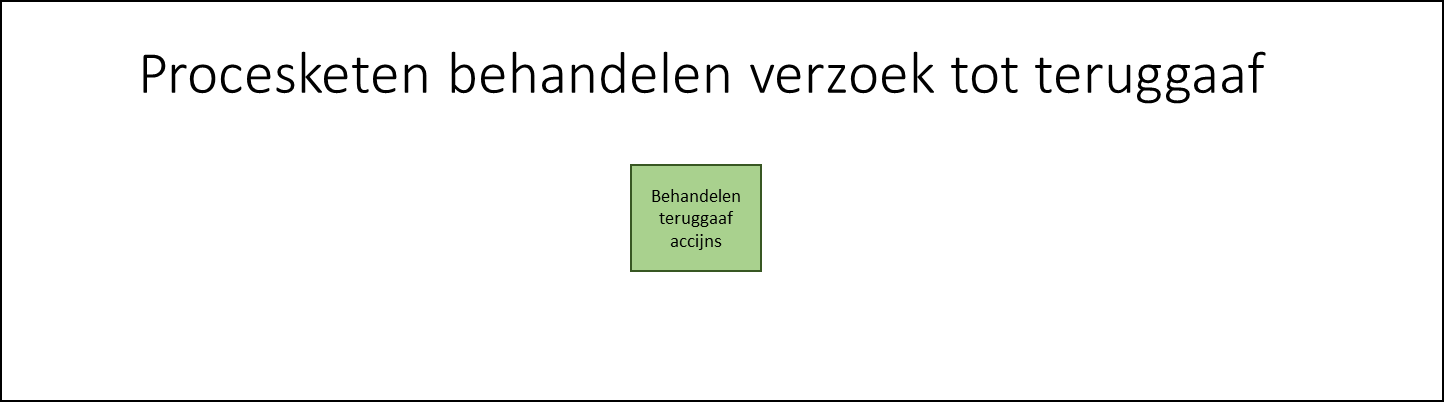 Procesketen behandelen verzoek tot teruggaaf
Behandelen
teruggaaf
accijns